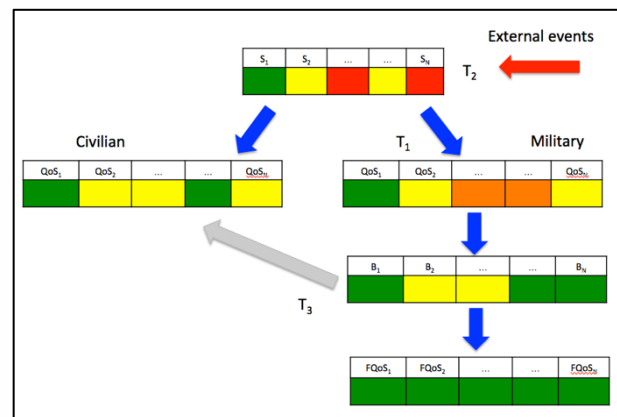 External events
S₁ S₂ ... ... Sₙ
T₂
Civilian
T₁
Military
QoS₁ QoS₂ ... ... QoSₙ
QoS₁ QoS₂ ... ... QoSₙ
B₁ B₂ ... ... Bₙ
T₃
FQoS₁ FQoS₂ ... ... FQoSₙ